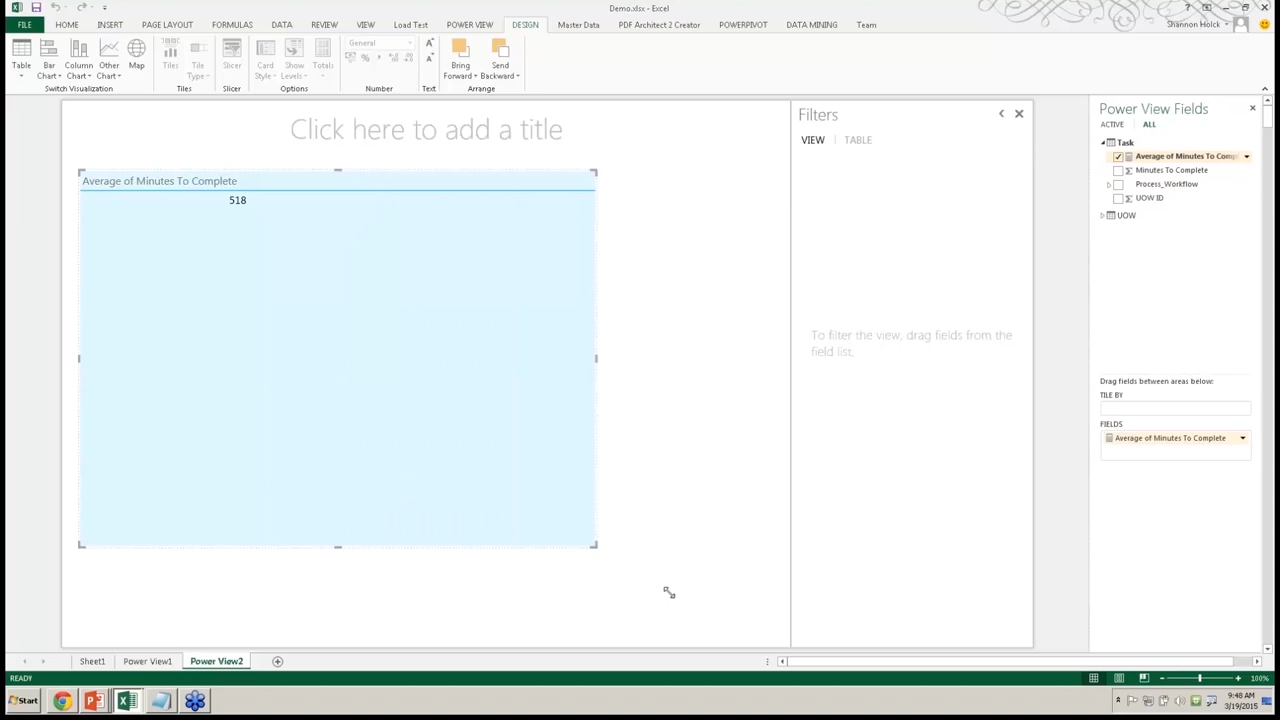 Demo.xlsx - Excel
FILE HOME INSERT PAGE LAYOUT FORMULAS DATA REVIEW VIEW Load Test POWER VIEW DESIGN Master Data PDF Architect 2 Creator POWERPIVOT DATA MINING Team Shannon Holck
Table
Bar Chart
Column Chart
Other Chart
Map
Tiles
Tile Type
Slicer
Card Style
Show Levels
Totals
General
Bring Forward
Send Backward
Switch Visualization Tiles Slicer Options Number Text Arrange
Click here to add a title
Average of Minutes To Complete
518
Filters
VIEW TABLE
To filter the view, drag fields from the
field list.
Power View Fields
ACTIVE ALL
Task
Average of Minutes To Comp
Minutes To Complete
Process_Workflow
UOW ID
UOW
Drag fields between areas below:
TILE BY
FIELDS
Average of Minutes To Complete
Sheet1 Power View1 Power View2
READY 100%
Start 9:48 AM
3/19/2015